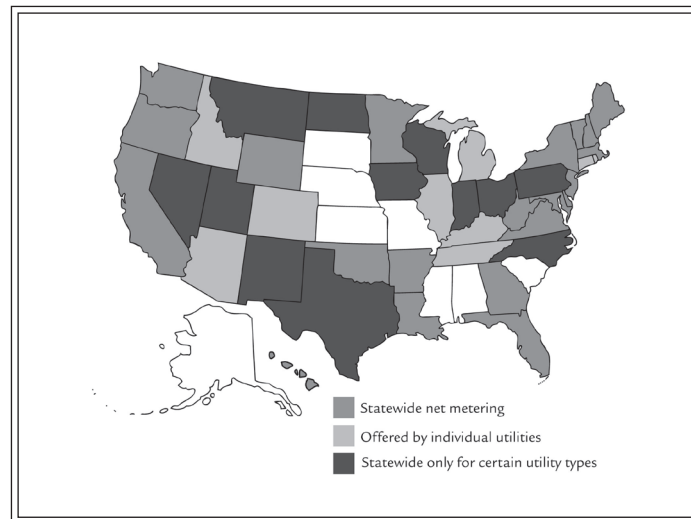 Statewide net metering
Offered by individual utilities
Statewide only for certain utility types